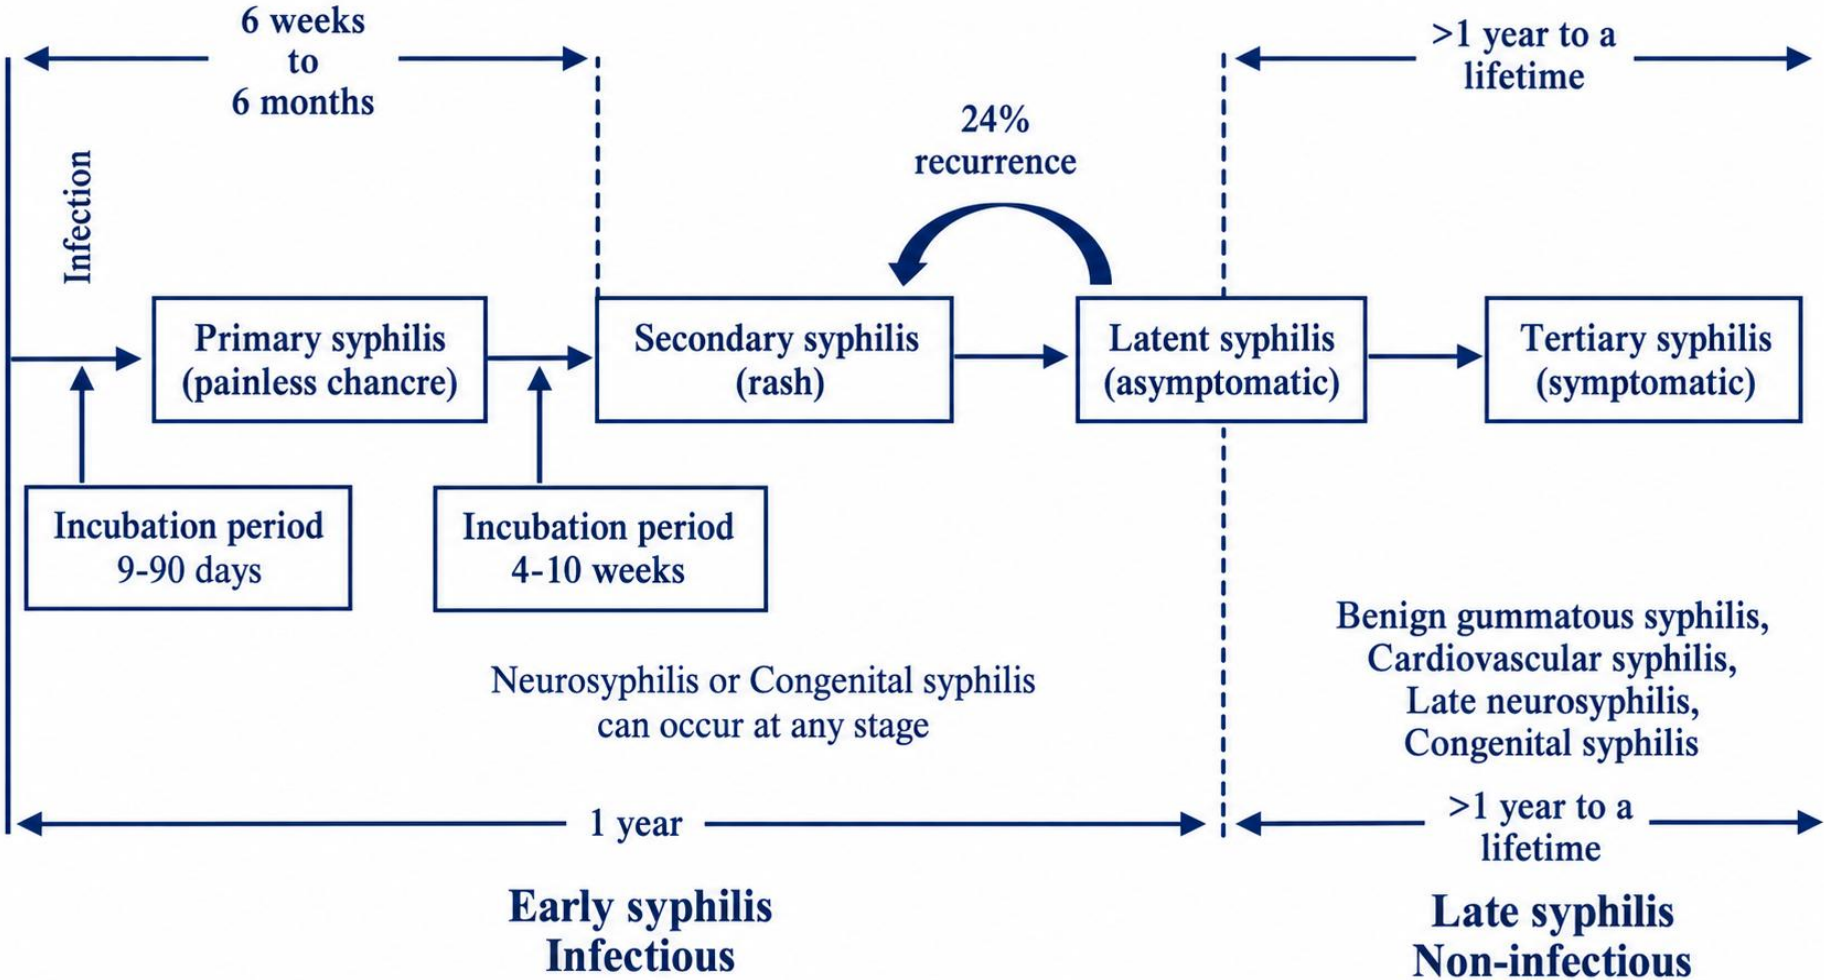 6 weeks
to
6 months
>1 year to a
lifetime
24%
recurrence
Infection
Primary syphilis
(painless chancre)
Secondary syphilis
(rash)
Latent syphilis
(asymptomatic)
Tertiary syphilis
(symptomatic)
Incubation period
9-90 days
Incubation period
4-10 weeks
Neurosyphilis or Congenital syphilis
can occur at any stage
Benign gummatous syphilis,
Cardiovascular syphilis,
Late neurosyphilis,
Congenital syphilis
1 year
>1 year to a
lifetime
Early syphilis
Infectious
Late syphilis
Non-infectious